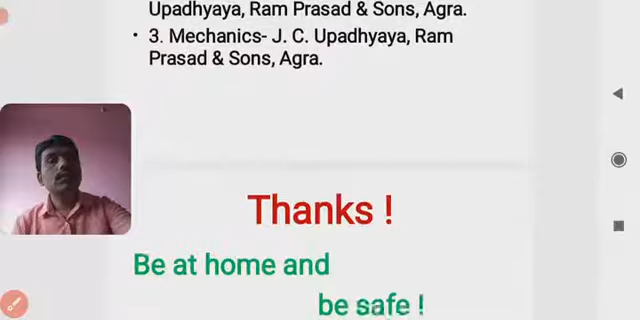 Upadhyaya, Ram Prasad & Sons, Agra.
• 3. Mechanics- J. C. Upadhyaya, Ram
Prasad & Sons, Agra.
Thanks !
Be at home and
be safe !